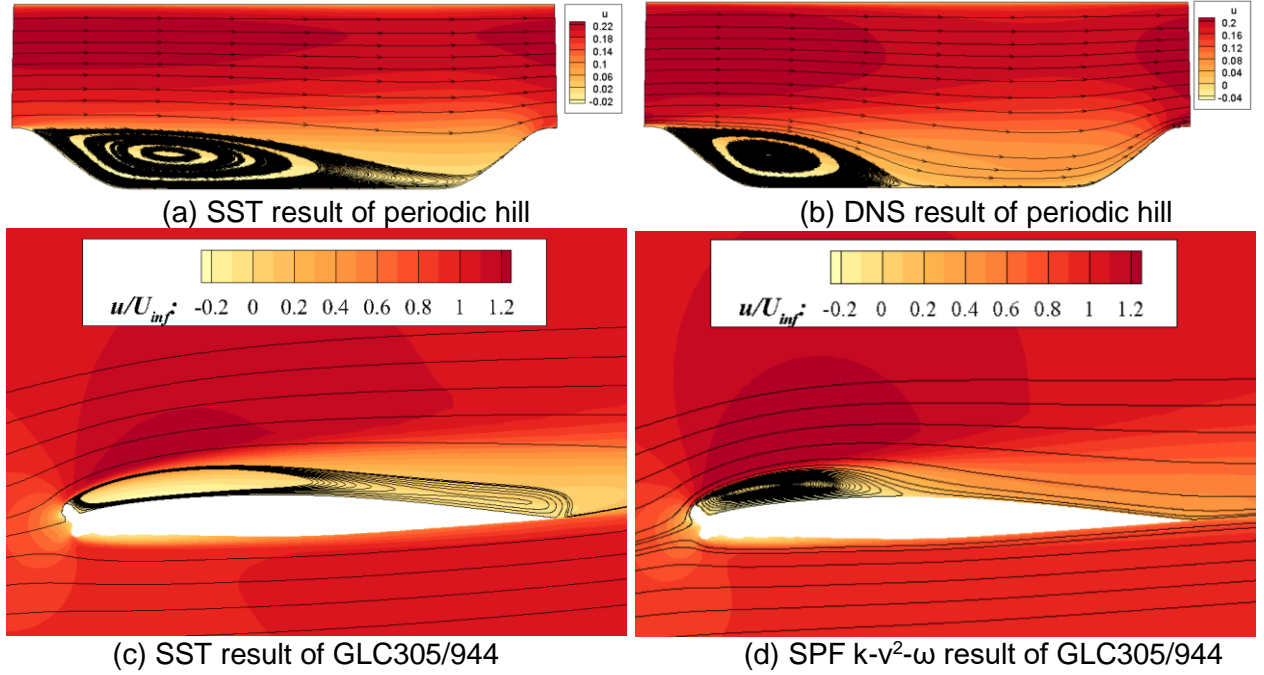 u
0.22
0.18
0.14
0.1
0.06
0.02
-0.02
u
0.2
0.16
0.12
0.08
0.04
0
-0.04
(a) SST result of periodic hill
(b) DNS result of periodic hill
u/U_inf: -0.2 0 0.2 0.4 0.6 0.8 1 1.2
u/U_inf: -0.2 0 0.2 0.4 0.6 0.8 1 1.2
(c) SST result of GLC305/944
(d) SPF k-v²-ω result of GLC305/944